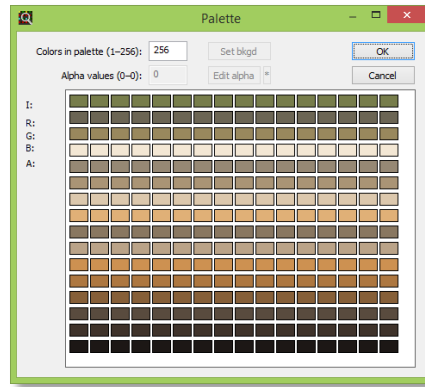 Palette
Colors in palette (1–256): 256 Set bkgd OK
Alpha values (0–0): 0 Edit alpha Cancel
I:
R:
G:
B:
A: